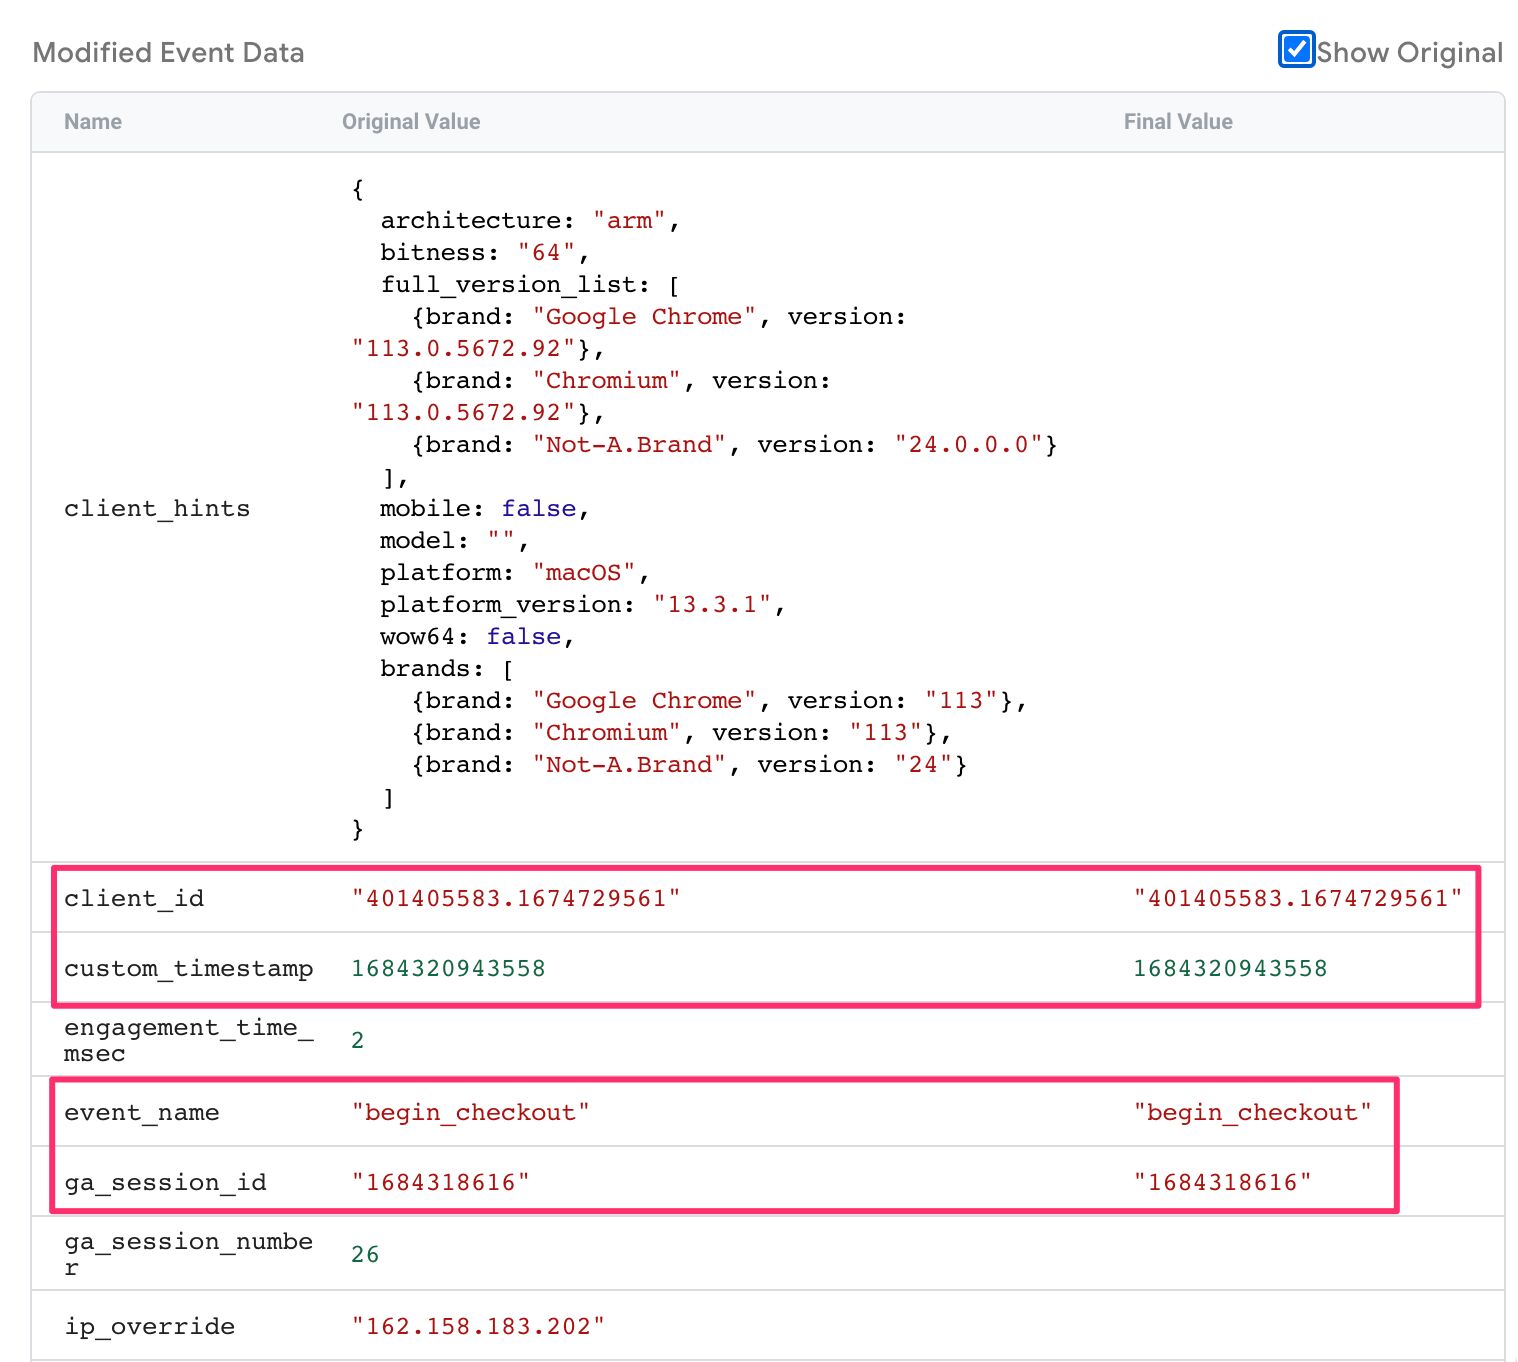 Modified Event Data
Show Original
Name Original Value Final Value
{
architecture: "arm",
bitness: "64",
full_version_list: [
{brand: "Google Chrome", version:
"113.0.5672.92"},
{brand: "Chromium", version:
"113.0.5672.92"},
{brand: "Not-A.Brand", version: "24.0.0.0"}
],
client_hints
mobile: false,
model: "",
platform: "macOS",
platform_version: "13.3.1",
wow64: false,
brands: [
{brand: "Google Chrome", version: "113"},
{brand: "Chromium", version: "113"},
{brand: "Not-A.Brand", version: "24"}
]
}
client_id "401405583.1674729561" "401405583.1674729561"
custom_timestamp 1684320943558 1684320943558
engagement_time_
msec 2
event_name "begin_checkout" "begin_checkout"
ga_session_id "1684318616" "1684318616"
ga_session_numbe
r 26
ip_override "162.158.183.202"